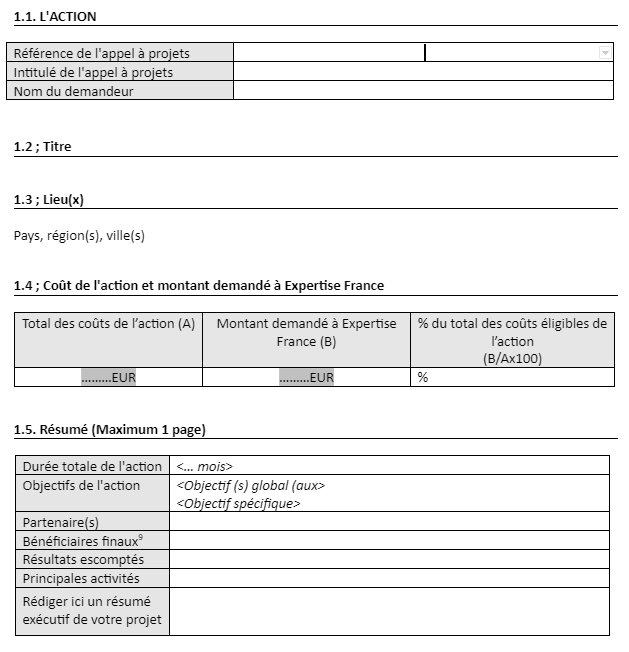 1.1. L'ACTION
Référence de l'appel à projets
Intitulé de l'appel à projets
Nom du demandeur
1.2 ; Titre
1.3 ; Lieu(x)
Pays, région(s), ville(s)
1.4 ; Coût de l'action et montant demandé à Expertise France
Total des coûts de l’action (A)
Montant demandé à Expertise
France (B)
% du total des coûts éligibles de
l’action
(B/Ax100)
.........EUR
.........EUR
%
1.5. Résumé (Maximum 1 page)
Durée totale de l'action
<... mois>
Objectifs de l'action
<Objectif (s) global (aux>
<Objectif spécifique>
Partenaire(s)
Bénéficiaires finaux⁹
Résultats escomptés
Principales activités
Rédiger ici un résumé
exécutif de votre projet